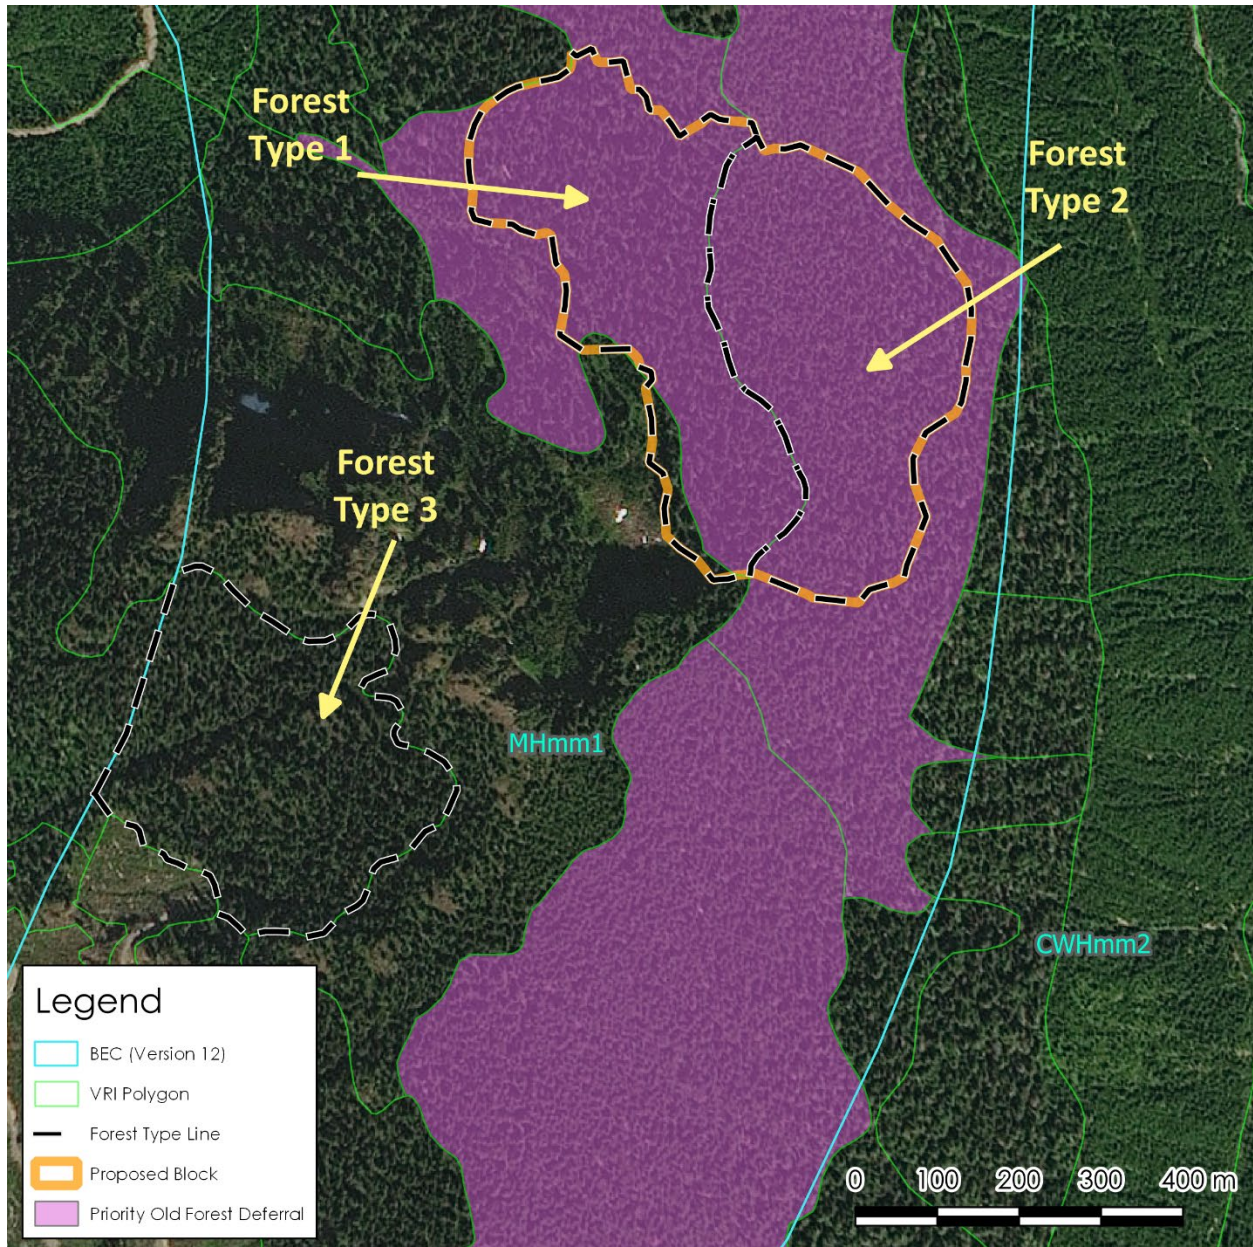 Forest
Type 1
Forest
Type 2
Forest
Type 3
MHmm1
CWHmm2
Legend
BEC (Version 12)
VRI Polygon
Forest Type Line
Proposed Block
Priority Old Forest Deferral
0 100 200 300 400 m